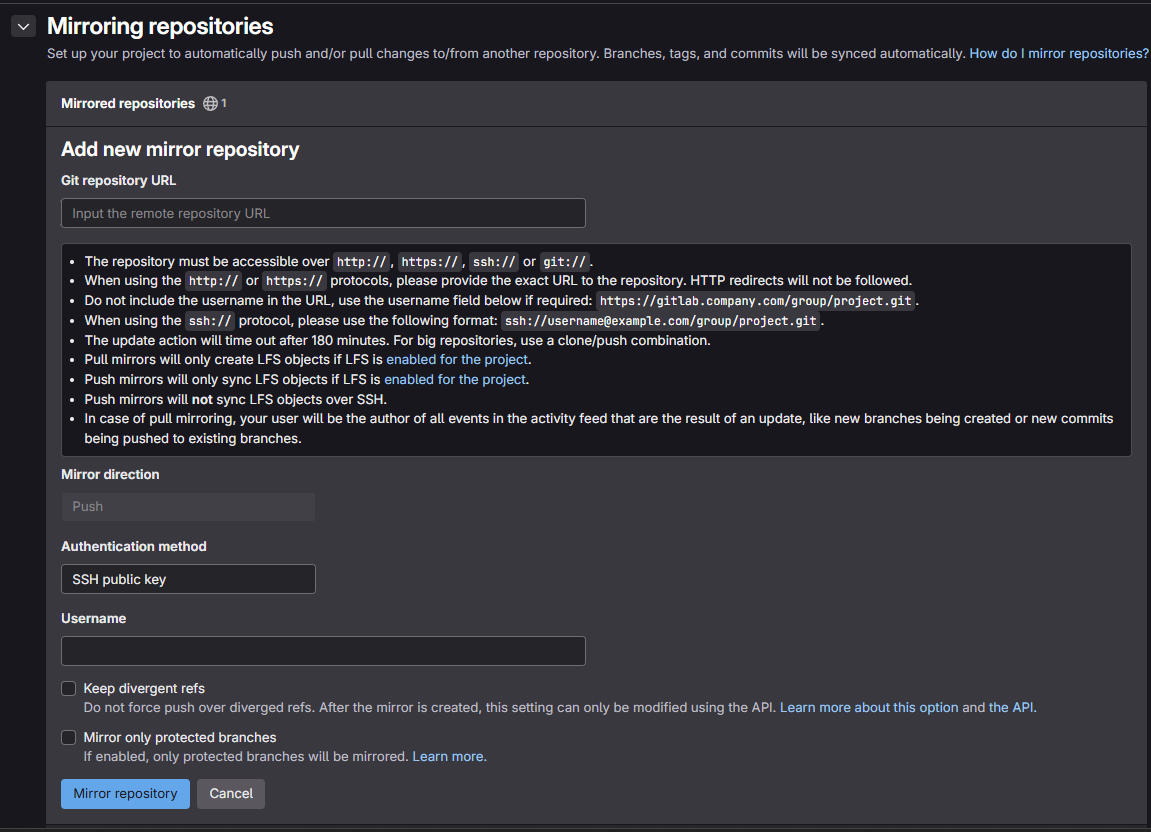 Mirroring repositories
Set up your project to automatically push and/or pull changes to/from another repository. Branches, tags, and commits will be synced automatically. How do I mirror repositories?
Mirrored repositories 1
Add new mirror repository
Git repository URL
Input the remote repository URL
• The repository must be accessible over http://, https://, ssh:// or git://.
• When using the http:// or https:// protocols, please provide the exact URL to the repository. HTTP redirects will not be followed.
• Do not include the username in the URL, use the username field below if required: https://gitlab.company.com/group/project.git.
• When using the ssh:// protocol, please use the following format: ssh://username@example.com/group/project.git.
• The update action will time out after 180 minutes. For big repositories, use a clone/push combination.
• Pull mirrors will only create LFS objects if LFS is enabled for the project.
• Push mirrors will only sync LFS objects if LFS is enabled for the project.
• Push mirrors will not sync LFS objects over SSH.
• In case of pull mirroring, your user will be the author of all events in the activity feed that are the result of an update, like new branches being created or new commits
being pushed to existing branches.
Mirror direction
Push
Authentication method
SSH public key
Username
Keep divergent refs
Do not force push over diverged refs. After the mirror is created, this setting can only be modified using the API. Learn more about this option and the API.
Mirror only protected branches
If enabled, only protected branches will be mirrored. Learn more.
Mirror repository Cancel